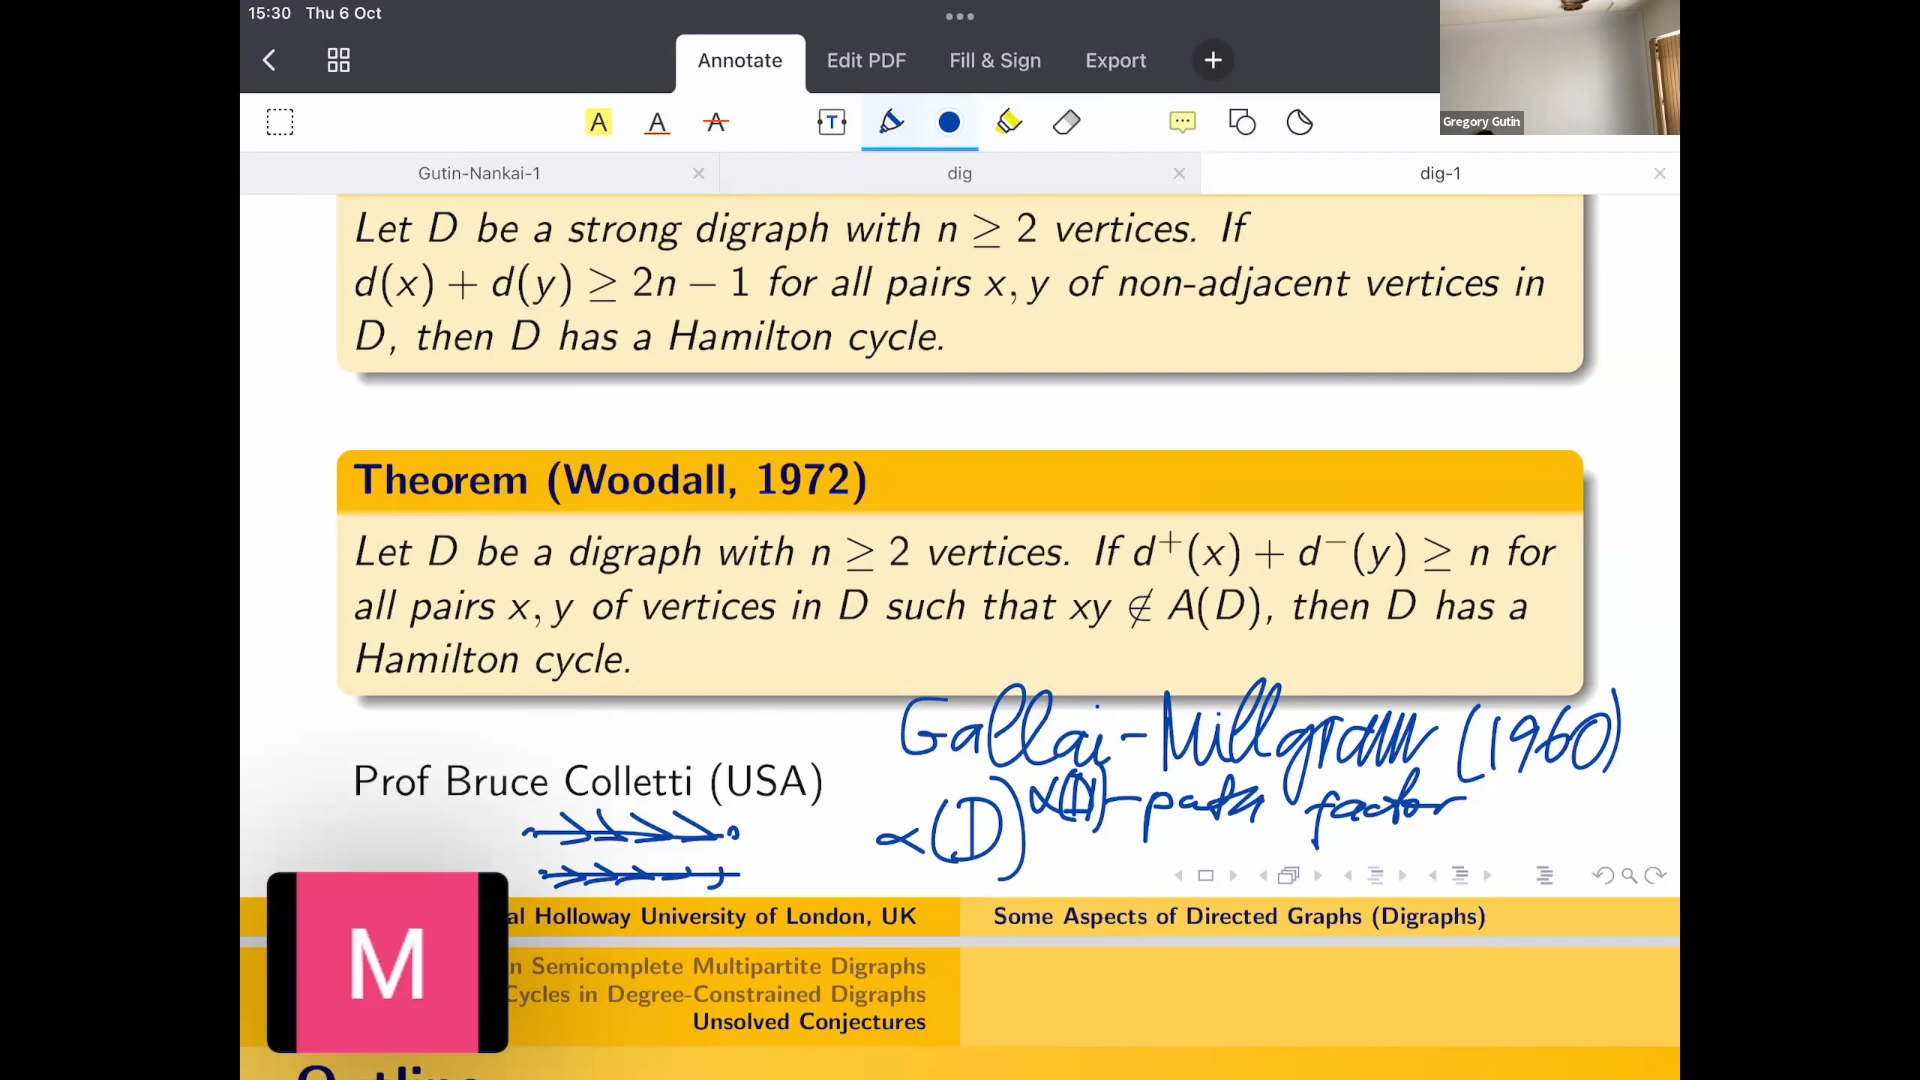 15:30 Thu 6 Oct
Annotate Edit PDF Fill & Sign Export
Gregory Gutin
A A A T
Gutin-Nankai-1 dig dig-1
Let D be a strong digraph with n ≥ 2 vertices. If
d(x) + d(y) ≥ 2n − 1 for all pairs x, y of non-adjacent vertices in
D, then D has a Hamilton cycle.
Theorem (Woodall, 1972)
Let D be a digraph with n ≥ 2 vertices. If d⁺(x) + d⁻(y) ≥ n for
all pairs x, y of vertices in D such that xy ∉ A(D), then D has a
Hamilton cycle.
Gallai-Millgram (1960)
Prof Bruce Colletti (USA)
α(D) α(D)-path factor
al Holloway University of London, UK Some Aspects of Directed Graphs (Digraphs)
n Semicomplete Multipartite Digraphs
Cycles in Degree-Constrained Digraphs
Unsolved Conjectures
M
Outline